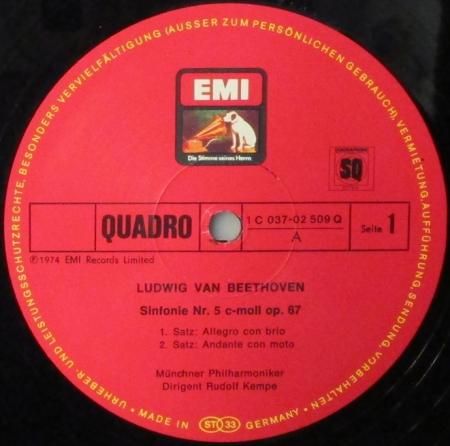 URHEBER- UND LEISTUNGSSCHUTZRECHTE, BESONDERS VERVIELFÄLTIGUNG (AUSSER ZUM PERSÖNLICHEN GEBRAUCH), VERMIETUNG, AUFFÜHRUNG, SENDUNG, VORBEHALTEN
EMI
Die Stimme seines Herrn
SQ
QUADRO
1 C 037-02 509 Q
A
Seite 1
Ⓟ 1974 EMI Records Limited
LUDWIG VAN BEETHOVEN
Sinfonie Nr. 5 c-moll op. 67
1. Satz: Allegro con brio
2. Satz: Andante con moto
Münchner Philharmoniker
Dirigent Rudolf Kempe
• MADE IN ST 33 GERMANY •